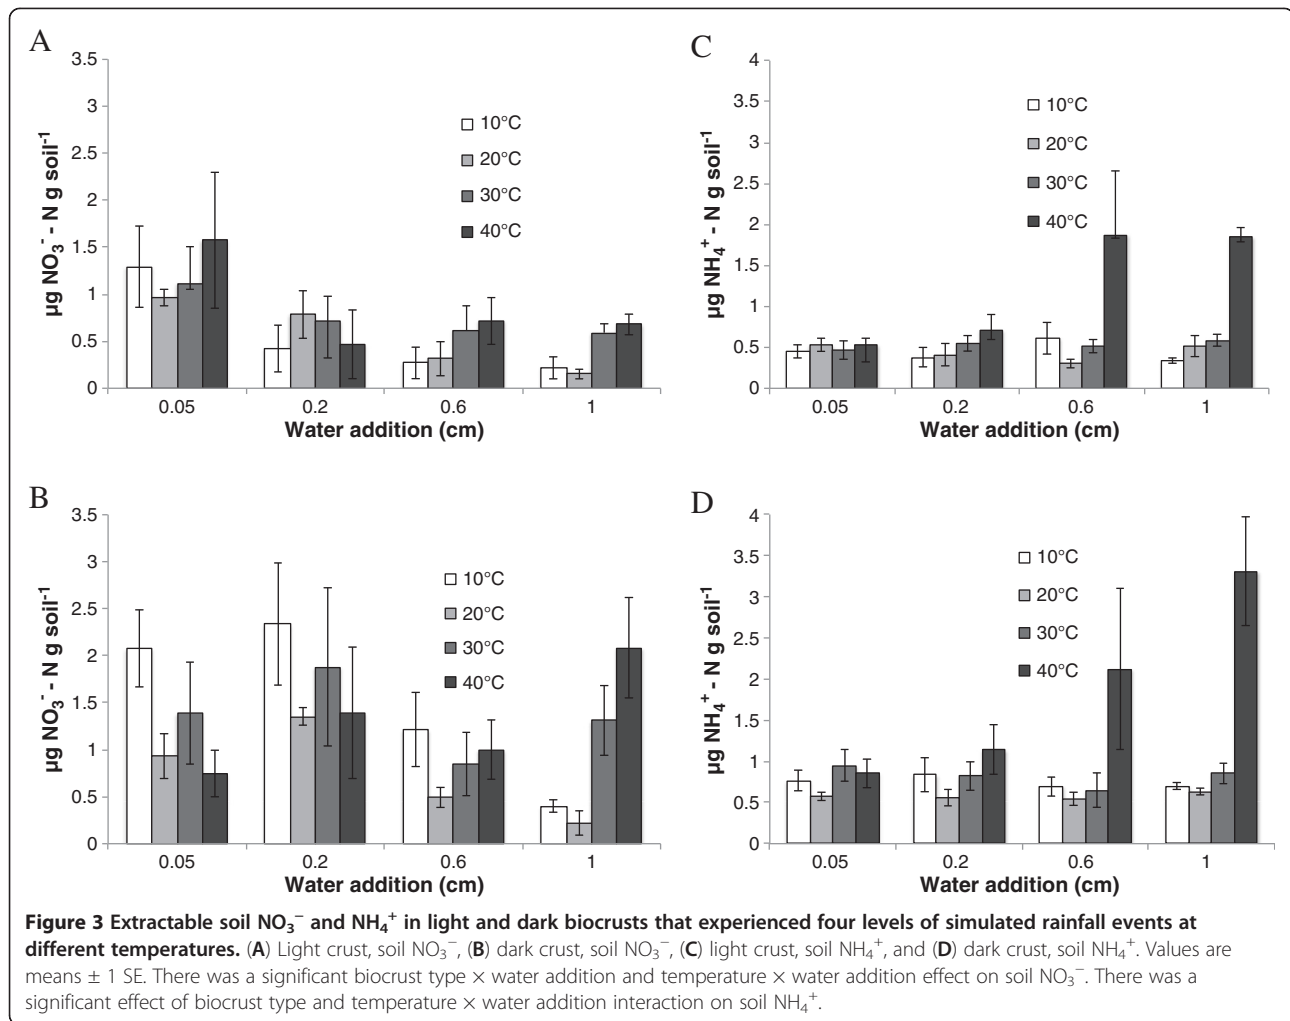 A
3.5
3
2.5
2
1.5
1
0.5
0
µg NO₃⁻ - N g soil⁻¹
10°C
20°C
30°C
40°C
0.05 0.2 0.6 1
Water addition (cm)
C
4
3.5
3
2.5
2
1.5
1
0.5
0
µg NH₄⁺ - N g soil⁻¹
10°C
20°C
30°C
40°C
0.05 0.2 0.6 1
Water addition (cm)
B
3.5
3
2.5
2
1.5
1
0.5
0
µg NO₃⁻ - N g soil⁻¹
10°C
20°C
30°C
40°C
0.05 0.2 0.6 1
Water addition (cm)
D
4
3.5
3
2.5
2
1.5
1
0.5
0
µg NH₄⁺ - N g soil⁻¹
10°C
20°C
30°C
40°C
0.05 0.2 0.6 1
Water addition (cm)
Figure 3 Extractable soil NO₃⁻ and NH₄⁺ in light and dark biocrusts that experienced four levels of simulated rainfall events at
different temperatures. (A) Light crust, soil NO₃⁻, (B) dark crust, soil NO₃⁻, (C) light crust, soil NH₄⁺, and (D) dark crust, soil NH₄⁺. Values are
means ± 1 SE. There was a significant biocrust type × water addition and temperature × water addition effect on soil NO₃⁻. There was a
significant effect of biocrust type and temperature × water addition interaction on soil NH₄⁺.